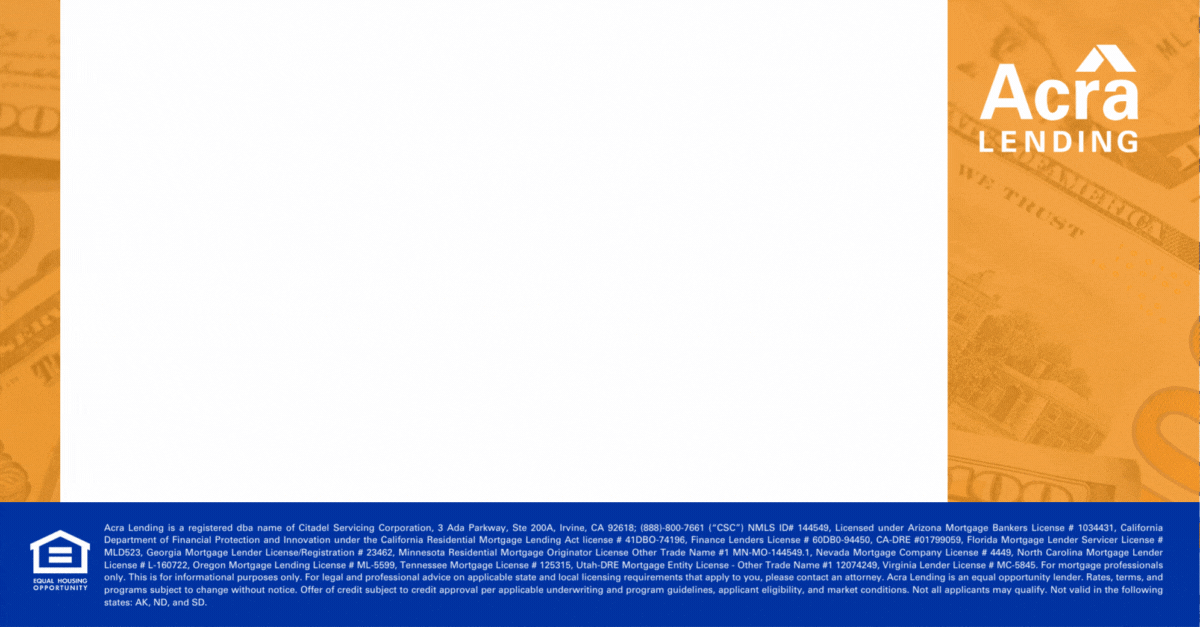 Acra
LENDING
ML
00
WE TRUST
OF AMERICA
100
Acra Lending is a registered dba name of Citadel Servicing Corporation, 3 Ada Parkway, Ste 200A, Irvine, CA 92618; (888)-800-7661 (“CSC”) NMLS ID# 144549, Licensed under Arizona Mortgage Bankers License # 1034431, California
Department of Financial Protection and Innovation under the California Residential Mortgage Lending Act license # 41DBO-74196, Finance Lenders License # 60DB0-94450, CA-DRE #01799059, Florida Mortgage Lender Servicer License #
MLD523, Georgia Mortgage Lender License/Registration # 23462, Minnesota Residential Mortgage Originator License Other Trade Name #1 MN-MO-144549.1, Nevada Mortgage Company License # 4449, North Carolina Mortgage Lender
License # L-160722, Oregon Mortgage Lending License # ML-5599, Tennessee Mortgage License # 125315, Utah-DRE Mortgage Entity License - Other Trade Name #1 12074249, Virginia Lender License # MC-5845. For mortgage professionals
only. This is for informational purposes only. For legal and professional advice on applicable state and local licensing requirements that apply to you, please contact an attorney. Acra Lending is an equal opportunity lender. Rates, terms, and
programs subject to change without notice. Offer of credit subject to credit approval per applicable underwriting and program guidelines, applicant eligibility, and market conditions. Not all applicants may qualify. Not valid in the following
states: AK, ND, and SD.
EQUAL HOUSING
OPPORTUNITY